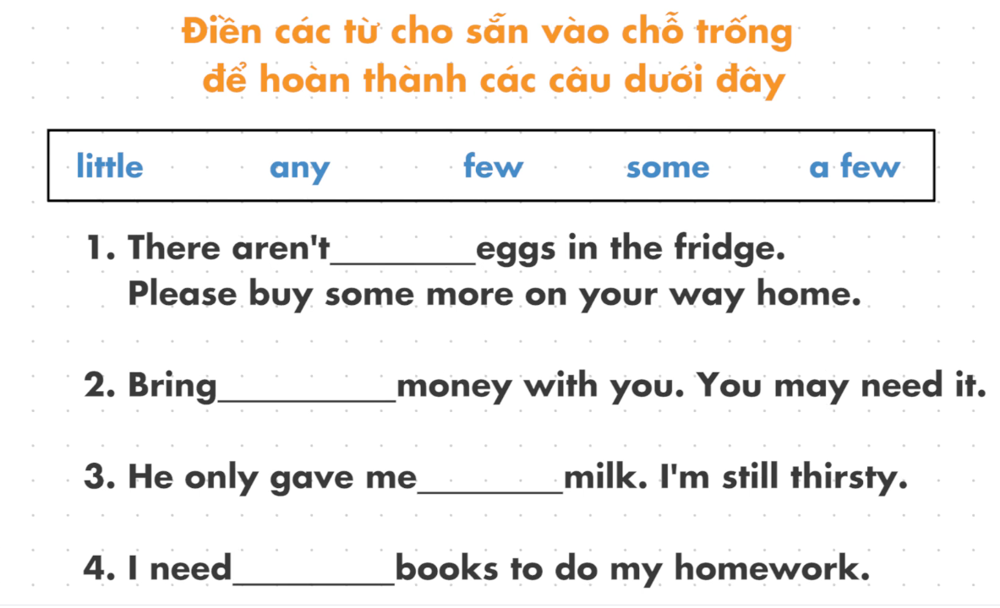 Điền các từ cho sẵn vào chỗ trống
để hoàn thành các câu dưới đây
little any few some a few
1. There aren't________eggs in the fridge.
Please buy some more on your way home.
2. Bring__________money with you. You may need it.
3. He only gave me________milk. I'm still thirsty.
4. I need_________books to do my homework.